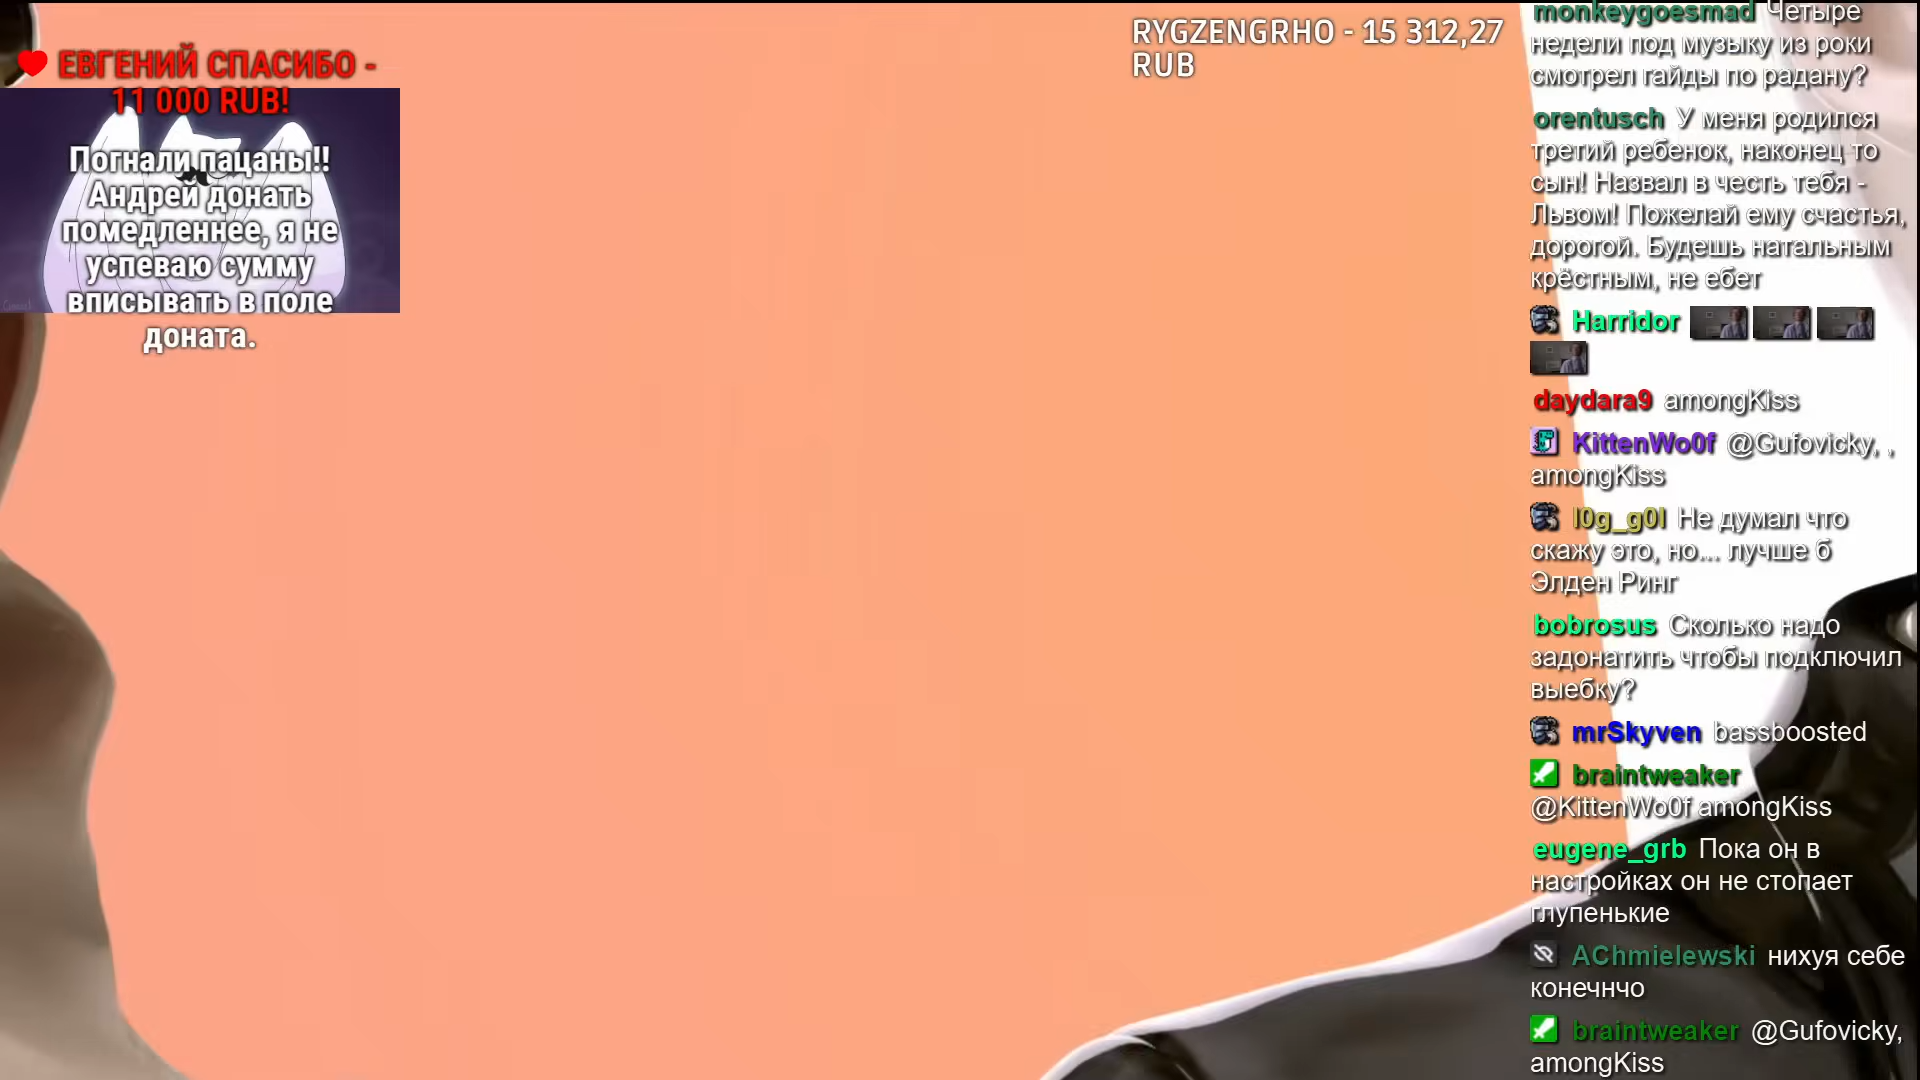 ЕВГЕНИЙ СПАСИБО -
11 000 RUB!
Погнали пацаны!!
Андрей донать
помедленнее, я не
успеваю сумму
вписывать в поле
доната.
RYGZENGRHO - 15 312,27
RUB
monkeygoesmad Четыре
недели под музыку из роки
смотрел гайды по радану?
orentusch У меня родился
третий ребенок, наконец то
сын! Назвал в честь тебя -
Львом! Пожелай ему счастья,
дорогой. Будешь натальным
крёстным, не ебет
Harridor
daydara9 amongKiss
KittenWo0f @Gufovicky, ,
amongKiss
l0g_g0l Не думал что
скажу это, но... лучше б
Элден Ринг
bobrosus Сколько надо
задонатить чтобы подключил
выебку?
mrSkyven bassboosted
braintweaker
@KittenWo0f amongKiss
eugene_grb Пока он в
настройках он не стопает
глупенькие
AChmielewski нихуя себе
конечнчо
braintweaker @Gufovicky,
amongKiss